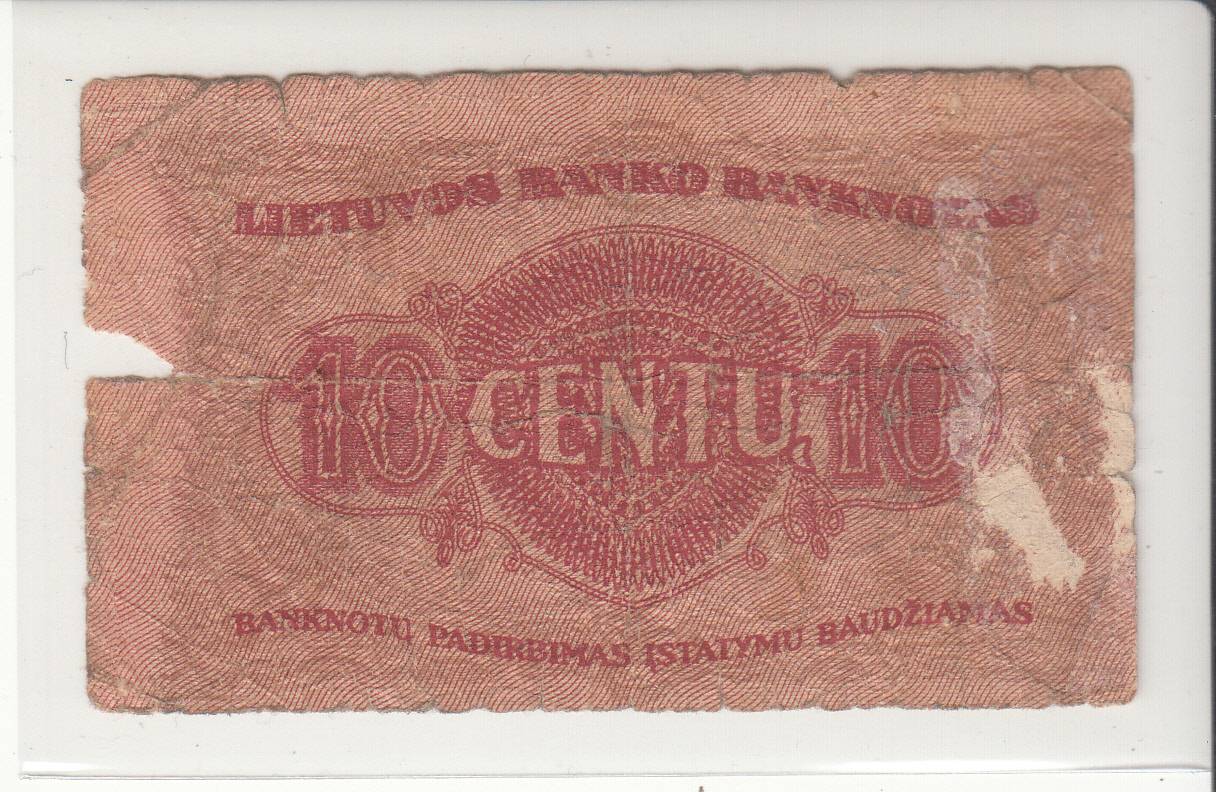 LIETUVOS BANKO BANKNOTAS
10 CENTŲ 10
BANKNOTŲ PADIRBIMAS ĮSTATYMU BAUDŽIAMAS